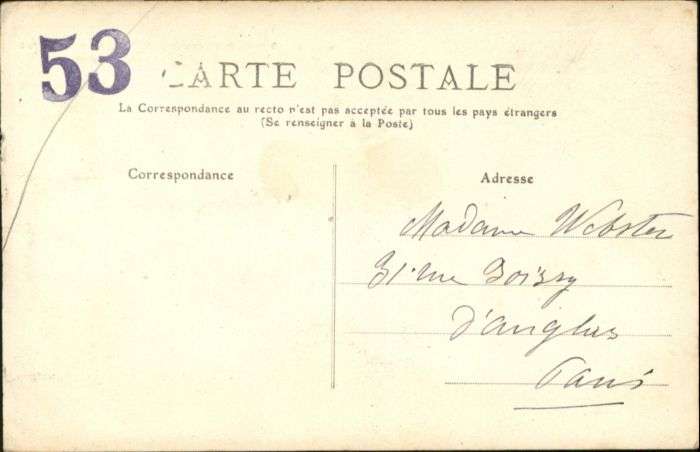 53
CARTE POSTALE
La Correspondance au recto n'est pas acceptée par tous les pays étrangers
(Se renseigner à la Poste)
Correspondance
Adresse
Madame Webster
31 rue Boissy
d'anglas
Paris